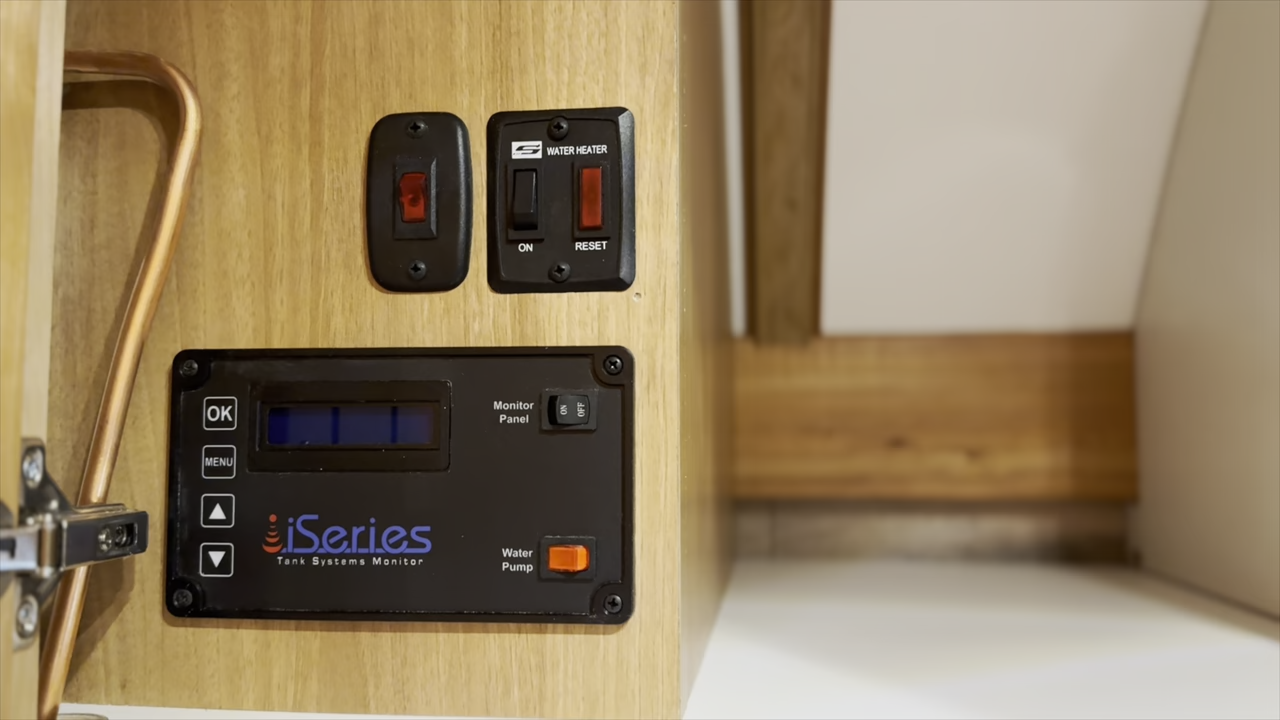 WATER HEATER
ON
RESET
OK
MENU
Monitor
Panel
ON
OFF
iSeries
Tank Systems Monitor
Water
Pump